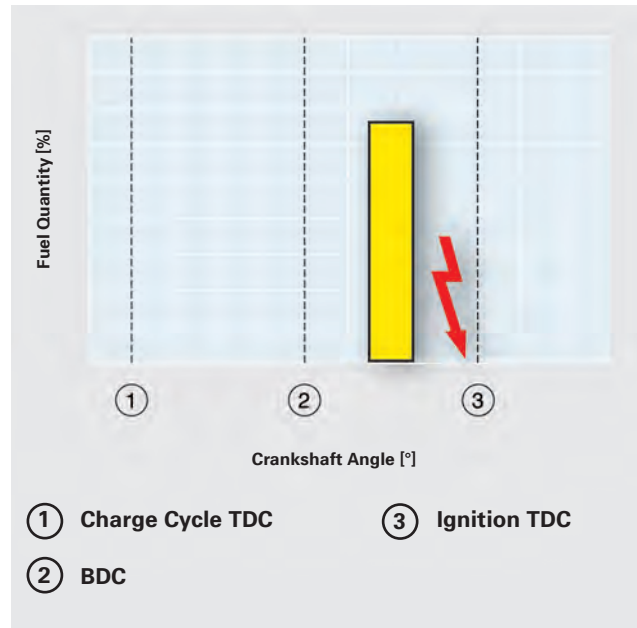 Fuel Quantity [%]
1 2 3
Crankshaft Angle [°]
1 Charge Cycle TDC 3 Ignition TDC
2 BDC